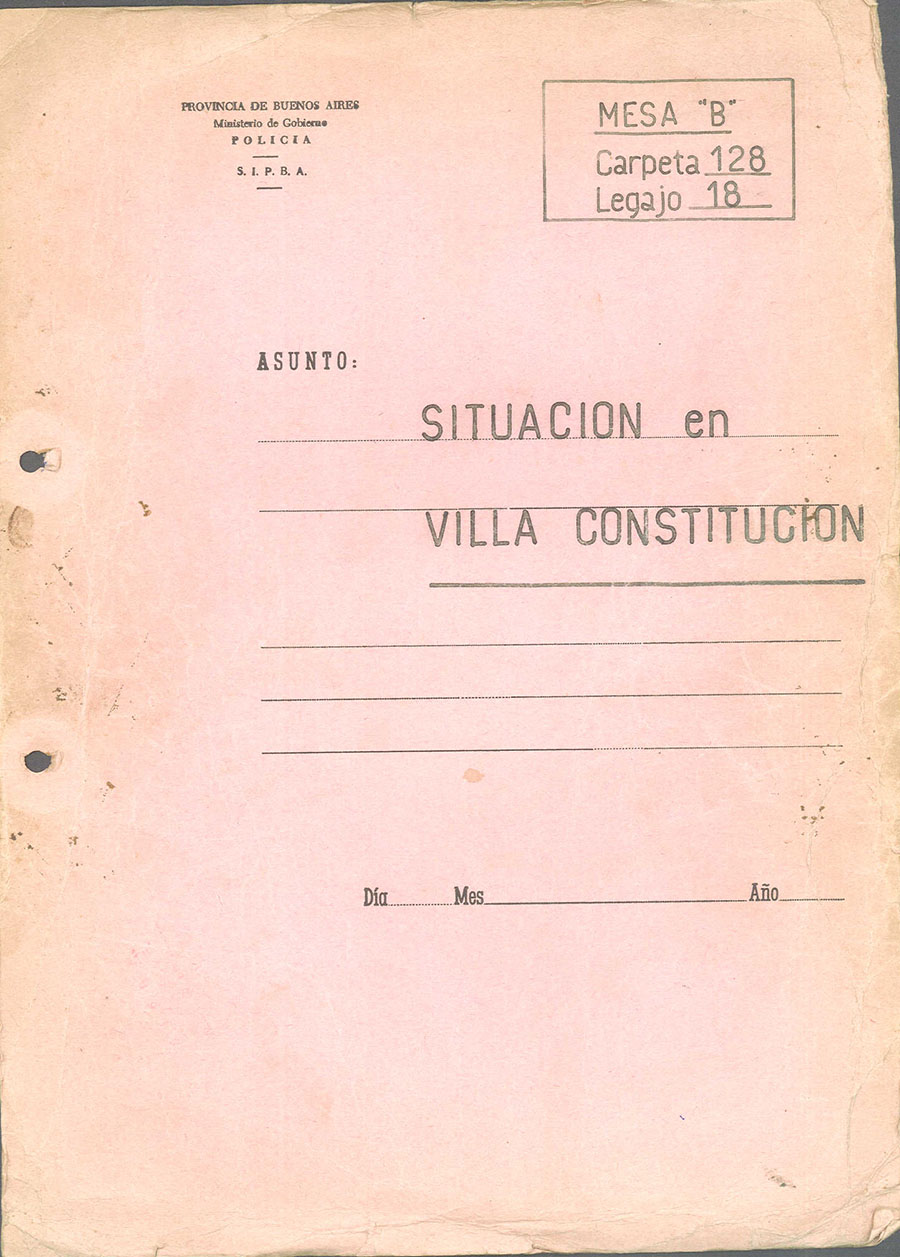 PROVINCIA DE BUENOS AIRES
Ministerio de Gobierno
POLICIA
S. I. P. B. A.
MESA "B"
Carpeta 128
Legajo 18
ASUNTO:
SITUACION en
VILLA CONSTITUCION
Día Mes Año